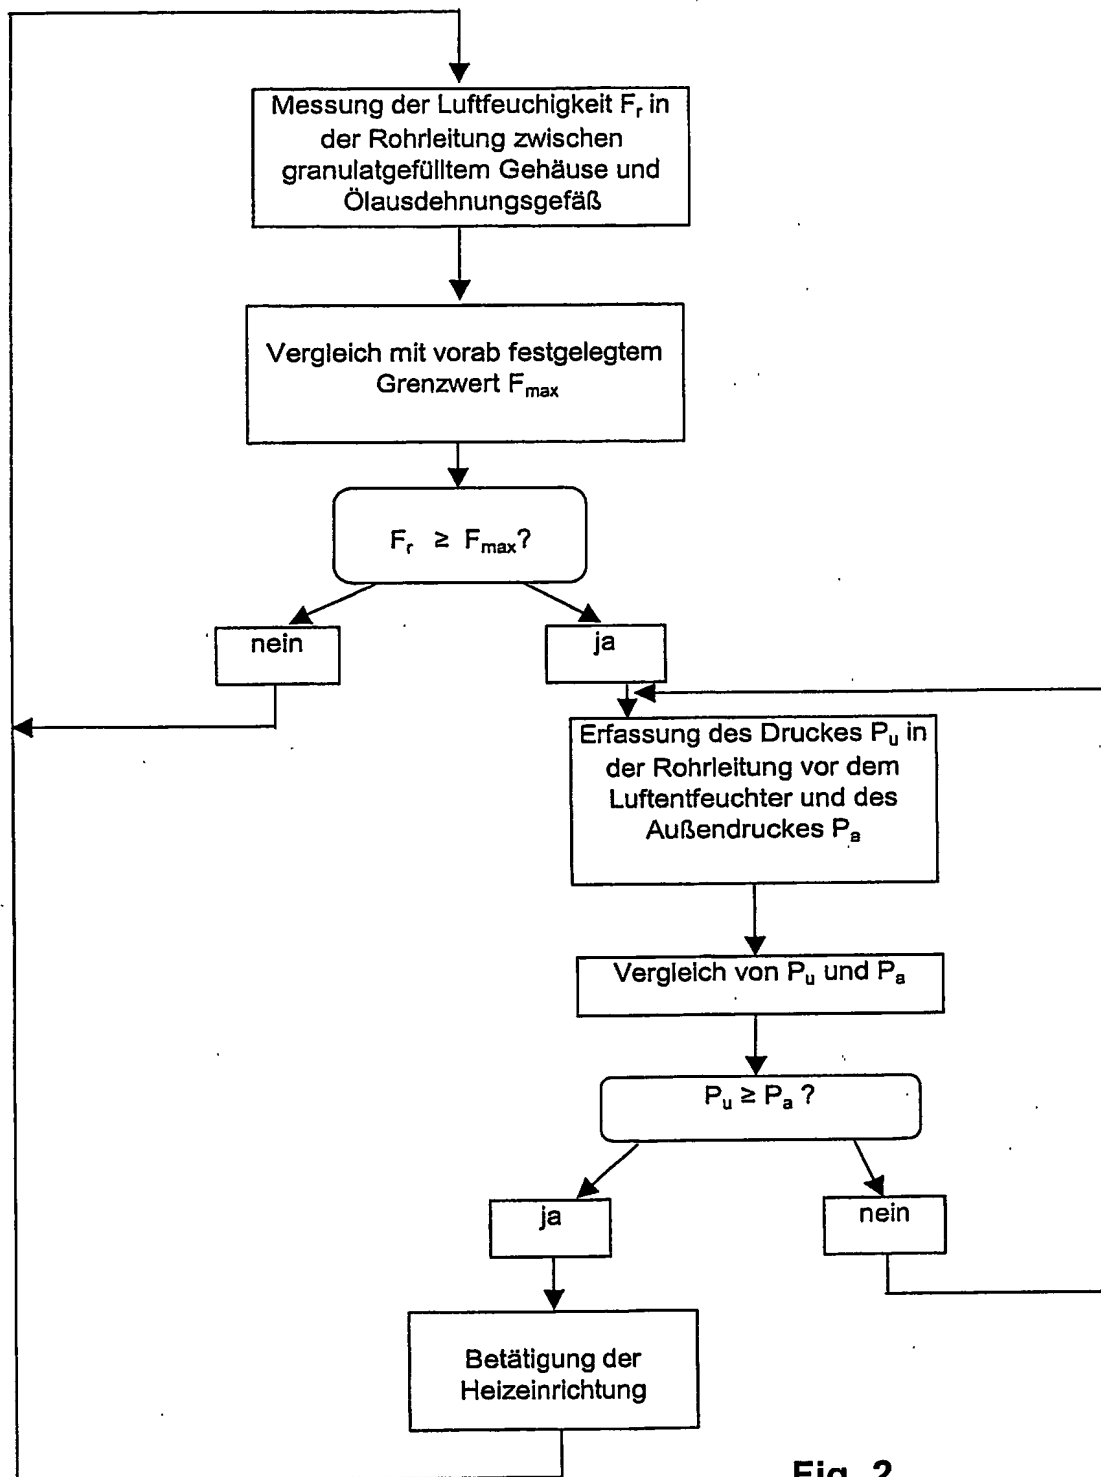 Messung der Luftfeuchigkeit Fr in
der Rohrleitung zwischen
granulatgefülltem Gehäuse und
Ölausdehnungsgefäß
Vergleich mit vorab festgelegtem
Grenzwert Fmax
Fr ≥ Fmax?
nein
ja
Erfassung des Druckes Pu in
der Rohrleitung vor dem
Luftentfeuchter und des
Außendruckes Pa
Vergleich von Pu und Pa
Pu ≥ Pa ?
ja
nein
Betätigung der
Heizeinrichtung
Fig. 2